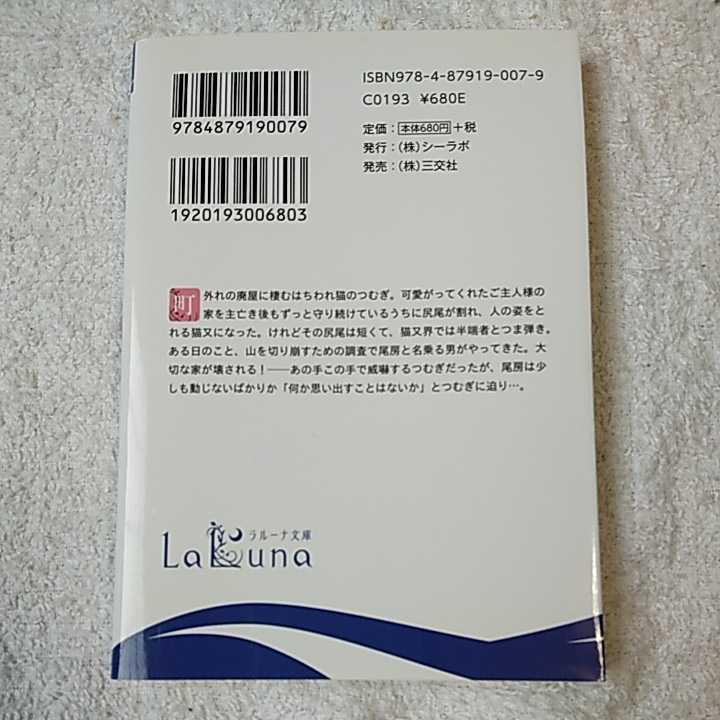 ISBN978-4-87919-007-9
C0193 ¥680E
9784879190079
定価：本体680円＋税
発行：（株）シーラボ
発売：（株）三交社
1920193006803
町外れの廃屋に棲むはちわれ猫のつむぎ。可愛がってくれたご主人様の
家を主亡き後もずっと守り続けているうちに尻尾が割れ、人の姿をと
れる猫又になった。けれどその尻尾は短くて、猫又界では半端者とつま弾き。
ある日のこと、山を切り崩すための調査で尾房と名乗る男がやってきた。大
切な家が壊される！──あの手この手で威嚇するつむぎだったが、尾房は少
しも動じないばかりか「何か思い出すことはないか」とつむぎに迫り…。
ラルーナ文庫
LaLuna